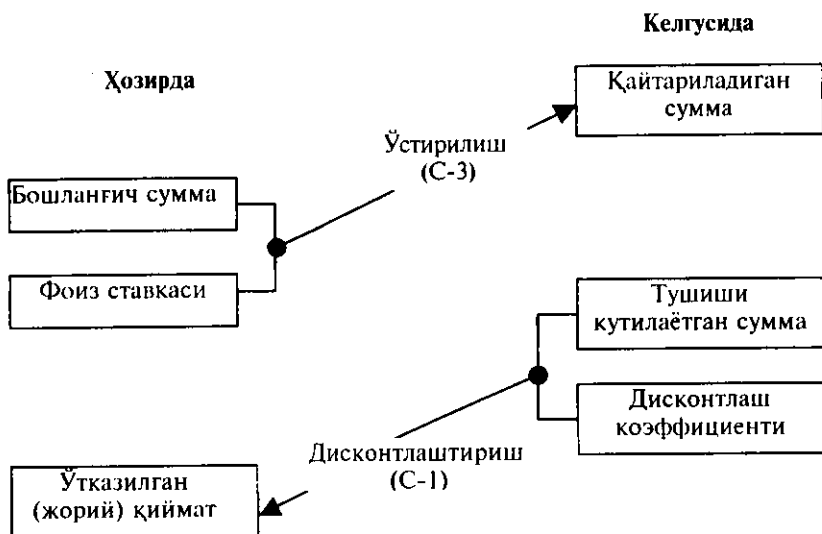 Келгусида
Ҳозирда
Қайтариладиган
сумма
Ўстирилиш
(С-3)
Бошланғич сумма
Фоиз ставкаси
Тушиши
кутилаётган сумма
Дисконтлаш
коэффициенти
Дисконтлаштириш
(С-1)
Ўтказилган
(жорий) қиймат